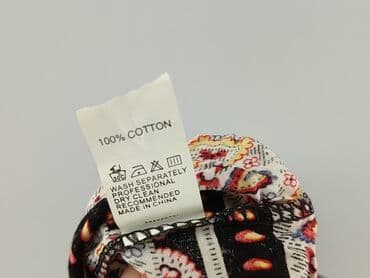 100% COTTON
WASH SEPARATELY
PROFESSIONAL
DRY CLEAN
RECOMMENDED
MADE IN CHINA